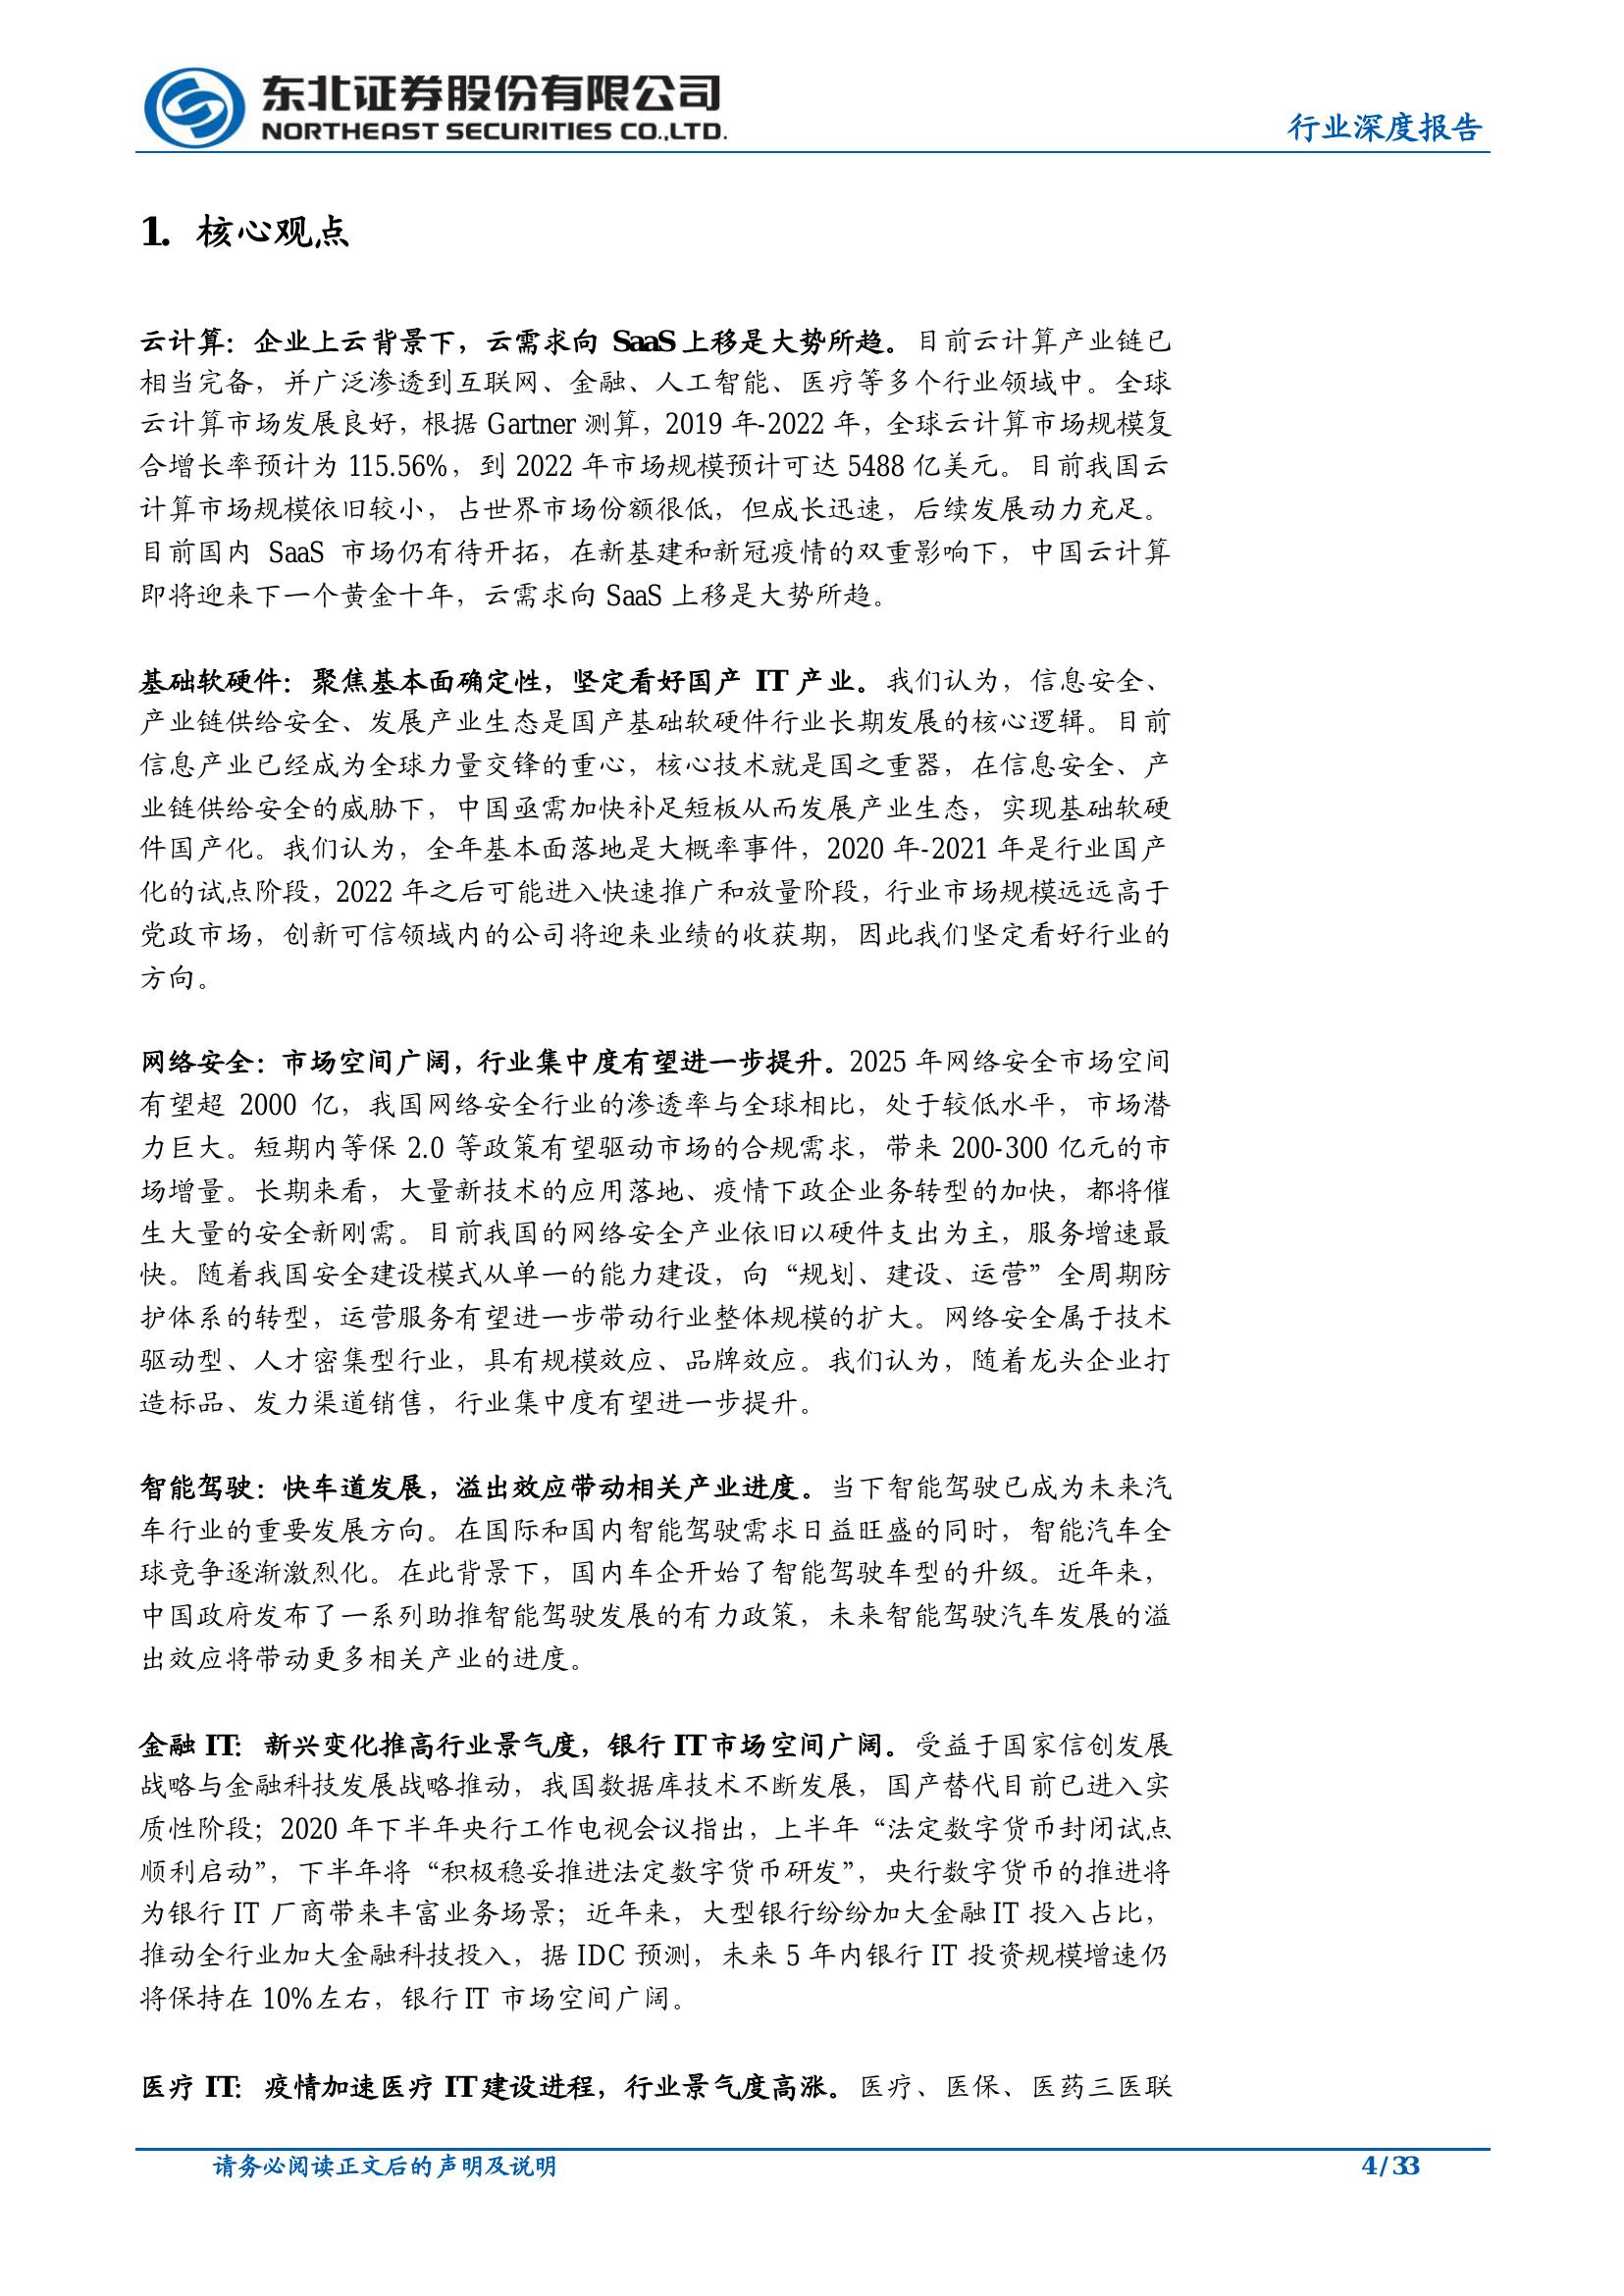 东北证券股份有限公司
NORTHEAST SECURITIES CO.,LTD.
行业深度报告
1. 核心观点
云计算：企业上云背景下，云需求向 SaaS 上移是大势所趋。目前云计算产业链已
相当完备，并广泛渗透到互联网、金融、人工智能、医疗等多个行业领域中。全球
云计算市场发展良好，根据 Gartner 测算，2019 年-2022 年，全球云计算市场规模复
合增长率预计为 115.56%，到 2022 年市场规模预计可达 5488 亿美元。目前我国云
计算市场规模依旧较小，占世界市场份额很低，但成长迅速，后续发展动力充足。
目前国内 SaaS 市场仍有待开拓，在新基建和新冠疫情的双重影响下，中国云计算
即将迎来下一个黄金十年，云需求向 SaaS 上移是大势所趋。
基础软硬件：聚焦基本面确定性，坚定看好国产 IT 产业。我们认为，信息安全、
产业链供给安全、发展产业生态是国产基础软硬件行业长期发展的核心逻辑。目前
信息产业已经成为全球力量交锋的重心，核心技术就是国之重器，在信息安全、产
业链供给安全的威胁下，中国亟需加快补足短板从而发展产业生态，实现基础软硬
件国产化。我们认为，全年基本面落地是大概率事件，2020 年-2021 年是行业国产
化的试点阶段，2022 年之后可能进入快速推广和放量阶段，行业市场规模远远高于
党政市场，创新可信领域内的公司将迎来业绩的收获期，因此我们坚定看好行业的
方向。
网络安全：市场空间广阔，行业集中度有望进一步提升。2025 年网络安全市场空间
有望超 2000 亿，我国网络安全行业的渗透率与全球相比，处于较低水平，市场潜
力巨大。短期内等保 2.0 等政策有望驱动市场的合规需求，带来 200-300 亿元的市
场增量。长期来看，大量新技术的应用落地、疫情下政企业务转型的加快，都将催
生大量的安全新刚需。目前我国的网络安全产业依旧以硬件支出为主，服务增速最
快。随着我国安全建设模式从单一的能力建设，向“规划、建设、运营”全周期防
护体系的转型，运营服务有望进一步带动行业整体规模的扩大。网络安全属于技术
驱动型、人才密集型行业，具有规模效应、品牌效应。我们认为，随着龙头企业打
造标品、发力渠道销售，行业集中度有望进一步提升。
智能驾驶：快车道发展，溢出效应带动相关产业进度。当下智能驾驶已成为未来汽
车行业的重要发展方向。在国际和国内智能驾驶需求日益旺盛的同时，智能汽车全
球竞争逐渐激烈化。在此背景下，国内车企开始了智能驾驶车型的升级。近年来，
中国政府发布了一系列助推智能驾驶发展的有力政策，未来智能驾驶汽车发展的溢
出效应将带动更多相关产业的进度。
金融 IT：新兴变化推高行业景气度，银行 IT 市场空间广阔。受益于国家信创发展
战略与金融科技发展战略推动，我国数据库技术不断发展，国产替代目前已进入实
质性阶段；2020 年下半年央行工作电视会议指出，上半年“法定数字货币封闭试点
顺利启动”，下半年将“积极稳妥推进法定数字货币研发”，央行数字货币的推进将
为银行 IT 厂商带来丰富业务场景；近年来，大型银行纷纷加大金融 IT 投入占比，
推动全行业加大金融科技投入，据 IDC 预测，未来 5 年内银行 IT 投资规模增速仍
将保持在 10%左右，银行 IT 市场空间广阔。
医疗 IT：疫情加速医疗 IT 建设进程，行业景气度高涨。医疗、医保、医药三医联
请务必阅读正文后的声明及说明
4 / 33